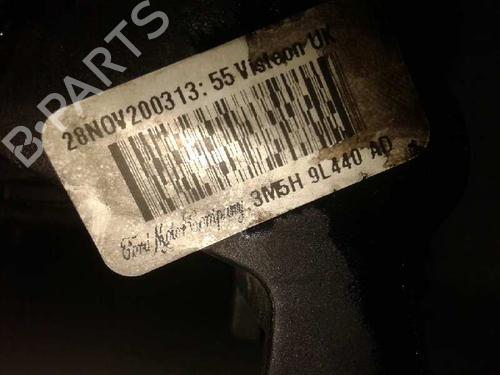 B-PARTS
28NOV200313:55 Visteon UK
Ford Motor Company 3M5H 9L440 AD